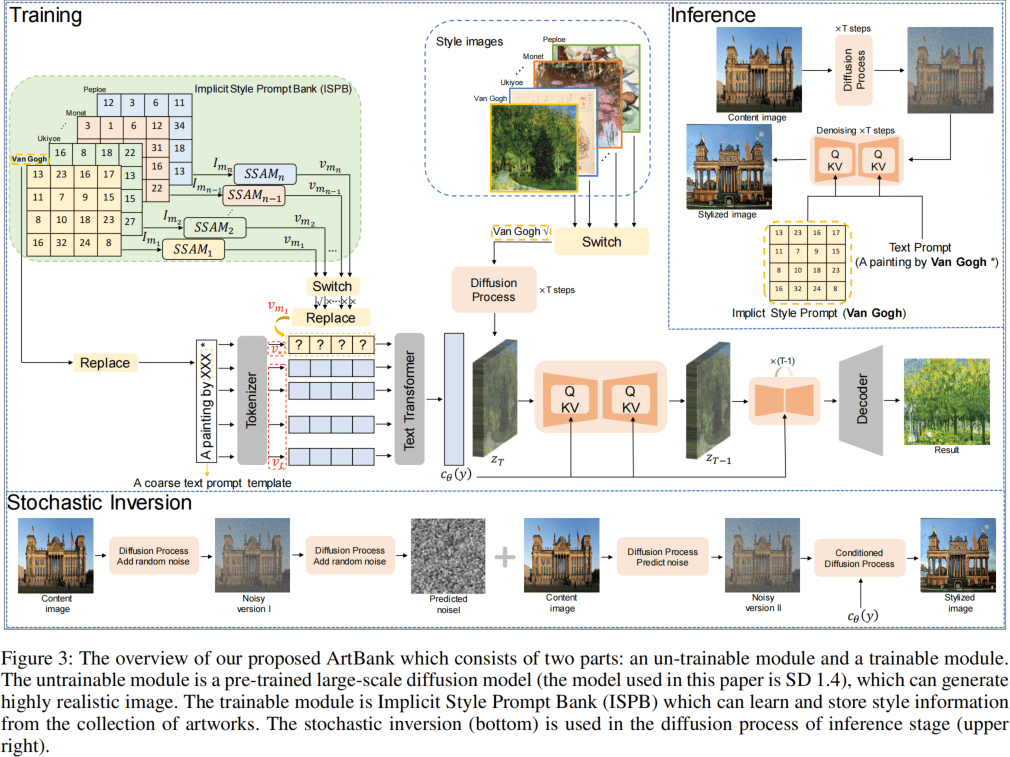 Training
Implicit Style Prompt Bank (ISPB)
Peploe
12 3 6 11
Monet
3 1 6 12 34
Ukiyoe
31 18
16 8 18 22
16 13
Van Gogh
13 23 16 17 13 22
11 7 9 15 15
8 10 18 23 27
16 32 24 8
I_{m_n} SSAM_n v_{m_n}
I_{m_{n-1}} SSAM_{n-1} v_{m_{n-1}}
I_{m_2} SSAM_2 v_{m_2}
I_{m_1} SSAM_1 v_{m_1} ...
Switch
|√|×···×|×
v_{m_1} Replace
Replace
A painting by XXX *
Tokenizer
v_*
? ? ? ?
Text Transformer
A coarse text prompt template
Style images
Peploe
Monet
Ukiyoe
Van Gogh
Van Gogh √ Switch
Diffusion Process ×T steps
c_θ(y)
z_T
Q
KV
Q
KV
z_{T-1}
×(T-1)
Decoder
Result
Inference
Content image
×T steps
Diffusion Process
Denoising ×T steps
Q
KV
Q
KV
Stylized image
13 23 16 17
11 7 9 15
8 10 18 23
16 32 24 8
Text Prompt
(A painting by Van Gogh *)
Implict Style Prompt (Van Gogh)
Stochastic Inversion
Content image
Diffusion Process
Add random noise
Noisy version I
Diffusion Process
Add random noise
Predicted noiseI
+
Content image
Diffusion Process
Predict noise
Noisy version II
Conditioned
Diffusion Process
c_θ(y)
Stylized image
Figure 3: The overview of our proposed ArtBank which consists of two parts: an un-trainable module and a trainable module.
The untrainable module is a pre-trained large-scale diffusion model (the model used in this paper is SD 1.4), which can generate
highly realistic image. The trainable module is Implicit Style Prompt Bank (ISPB) which can learn and store style information
from the collection of artworks. The stochastic inversion (bottom) is used in the diffusion process of inference stage (upper
right).